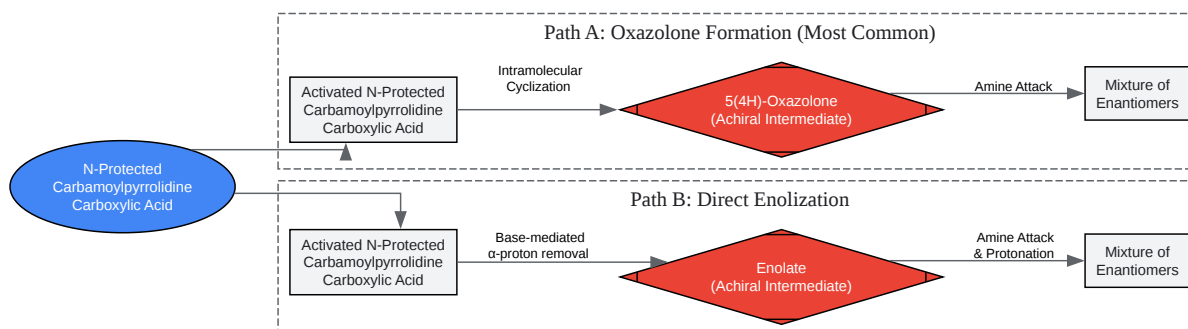 Path A: Oxazolone Formation (Most Common)
Activated N-Protected
Carbamoylpyrrolidine
Carboxylic Acid
Intramolecular
Cyclization
5(4H)-Oxazolone
(Achiral Intermediate)
Amine Attack
Mixture of
Enantiomers
N-Protected
Carbamoylpyrrolidine
Carboxylic Acid
Path B: Direct Enolization
Activated N-Protected
Carbamoylpyrrolidine
Carboxylic Acid
Base-mediated
α-proton removal
Enolate
(Achiral Intermediate)
Amine Attack
& Protonation
Mixture of
Enantiomers